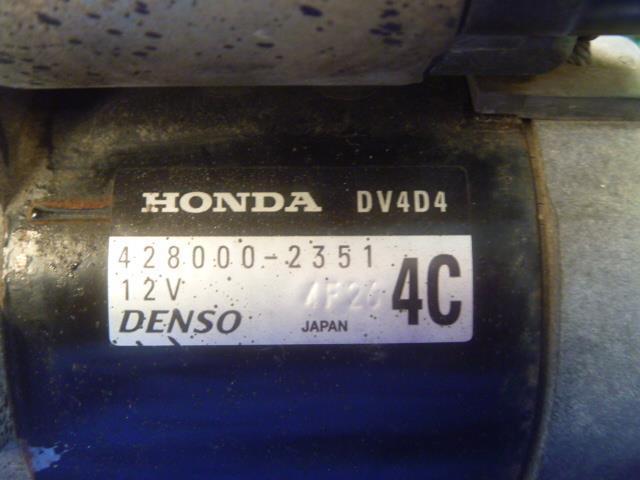 HONDA DV4D4
428000-2351
12V 4C
DENSO JAPAN